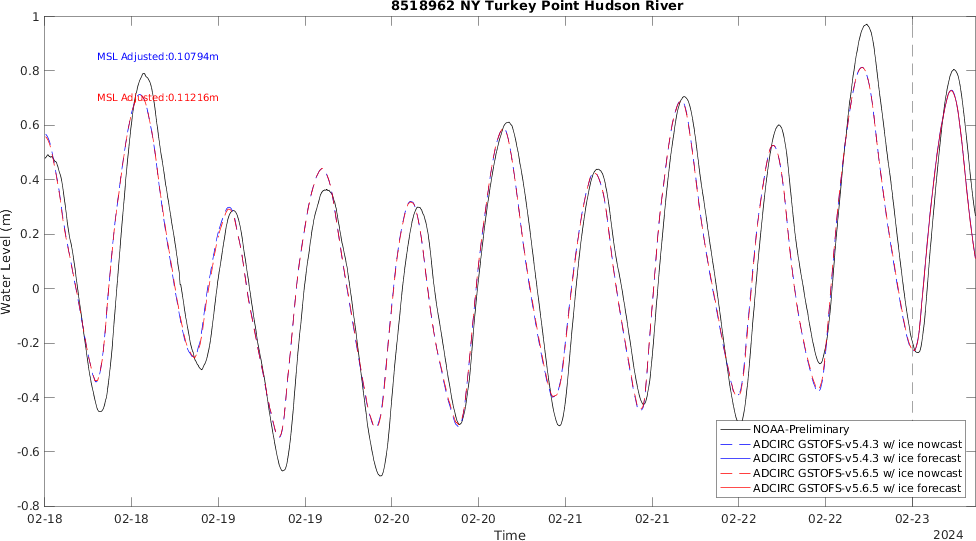 8518962 NY Turkey Point Hudson River
MSL Adjusted:0.10794m
MSL Adjusted:0.11216m
Water Level (m)
1
0.8
0.6
0.4
0.2
0
-0.2
-0.4
-0.6
-0.8
NOAA-Preliminary
ADCIRC GSTOFS-v5.4.3 w/ ice nowcast
ADCIRC GSTOFS-v5.4.3 w/ ice forecast
ADCIRC GSTOFS-v5.6.5 w/ ice nowcast
ADCIRC GSTOFS-v5.6.5 w/ ice forecast
02-18 02-18 02-19 02-19 02-20 02-20 02-21 02-21 02-22 02-22 02-23
Time
2024